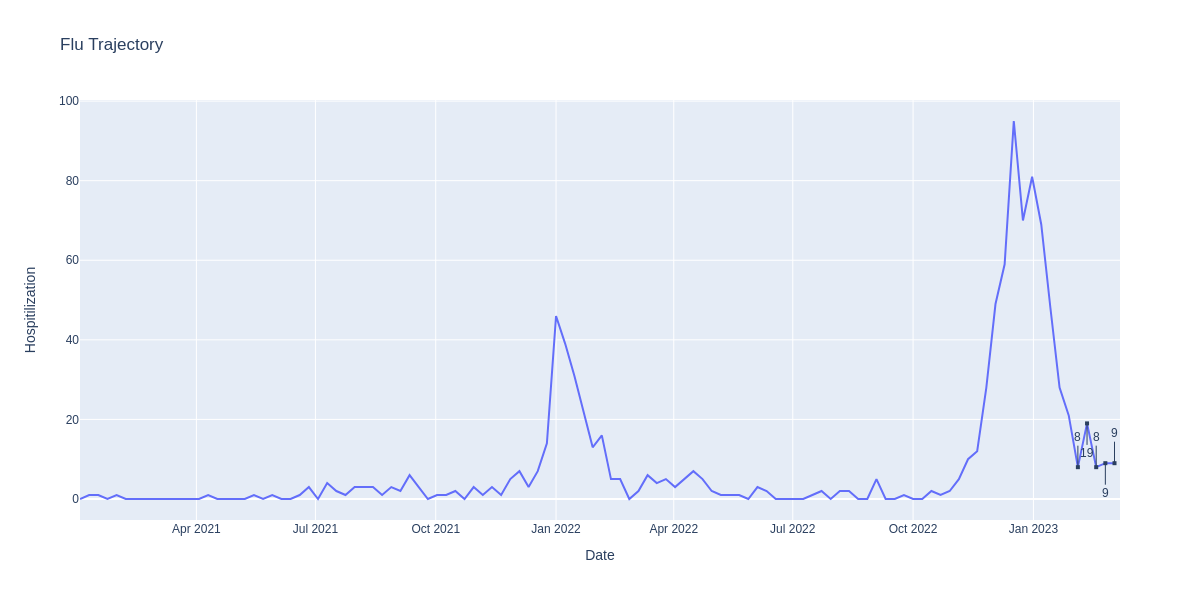 Flu Trajectory
Hospitilization
100
80
60
40
20
0
8
19
8
9
9
Apr 2021
Jul 2021
Oct 2021
Jan 2022
Apr 2022
Jul 2022
Oct 2022
Jan 2023
Date